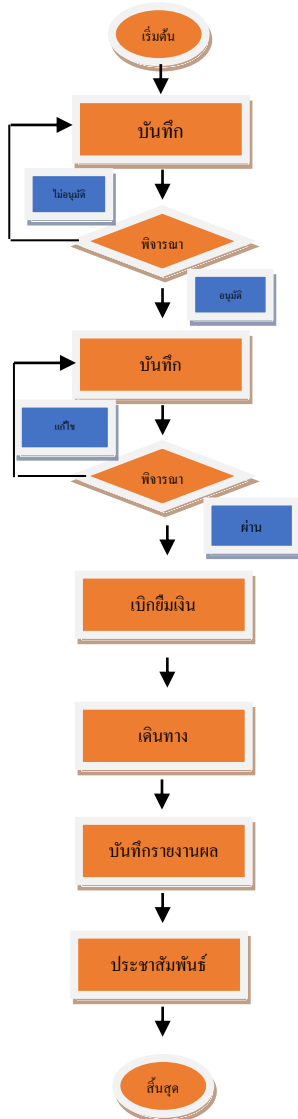 เริ่มต้น
บันทึก
ไม่อนุมัติ
พิจารณา
อนุมัติ
บันทึก
แก้ไข
พิจารณา
ผ่าน
เบิกยืมเงิน
เดินทาง
บันทึกรายงานผล
ประชาสัมพันธ์
สิ้นสุด